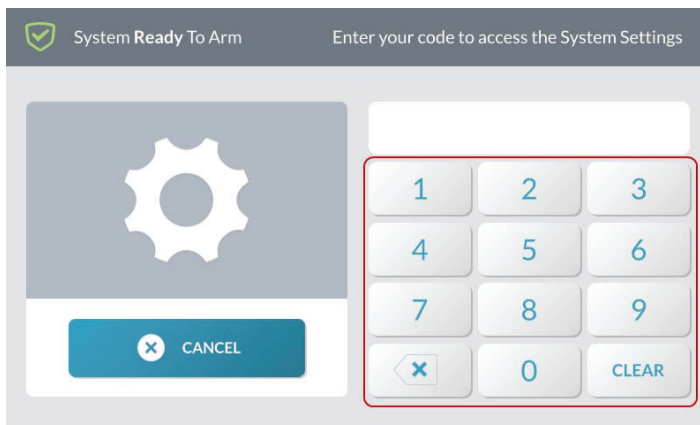 System Ready To Arm
Enter your code to access the System Settings
1 2 3
4 5 6
7 8 9
0 CLEAR
CANCEL